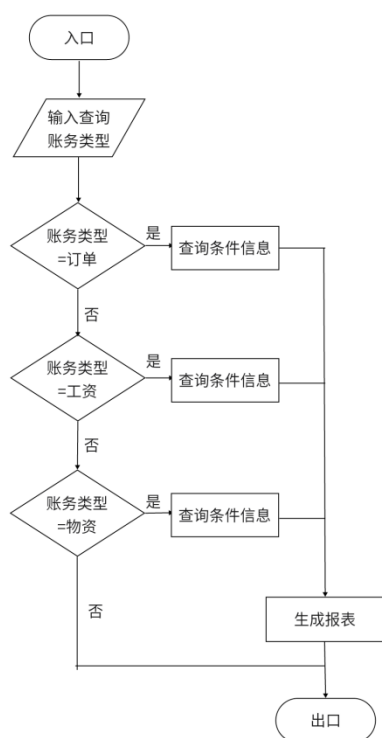 入口
输入查询
账务类型
账务类型
=订单
是
查询条件信息
否
账务类型
=工资
是
查询条件信息
否
账务类型
=物资
是
查询条件信息
否
生成报表
出口